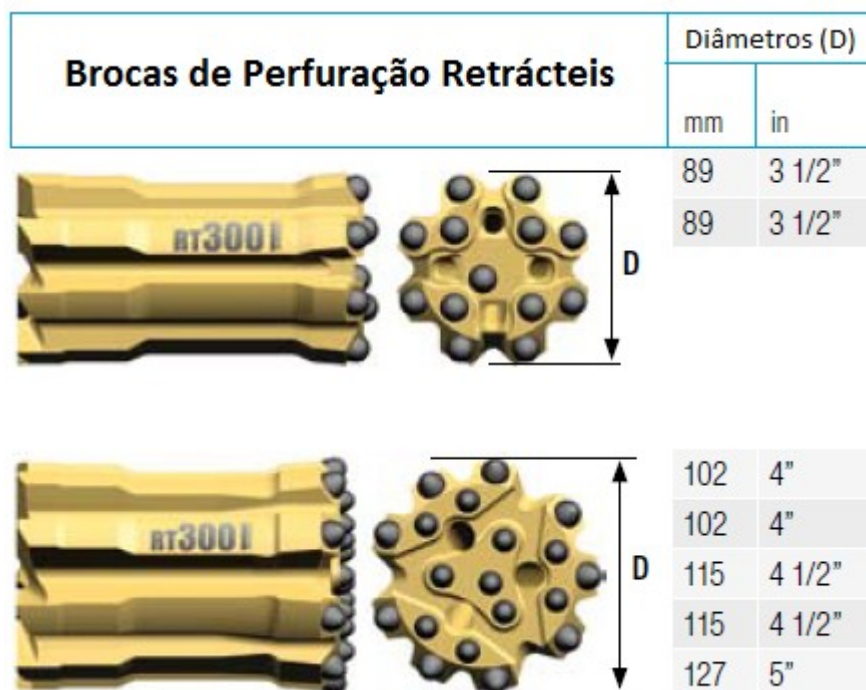 Brocas de Perfuração Retrácteis
Diâmetros (D)
mm in
89 3 1/2”
89 3 1/2”
RT300
D
102 4”
102 4”
115 4 1/2”
115 4 1/2”
127 5”
RT300
D